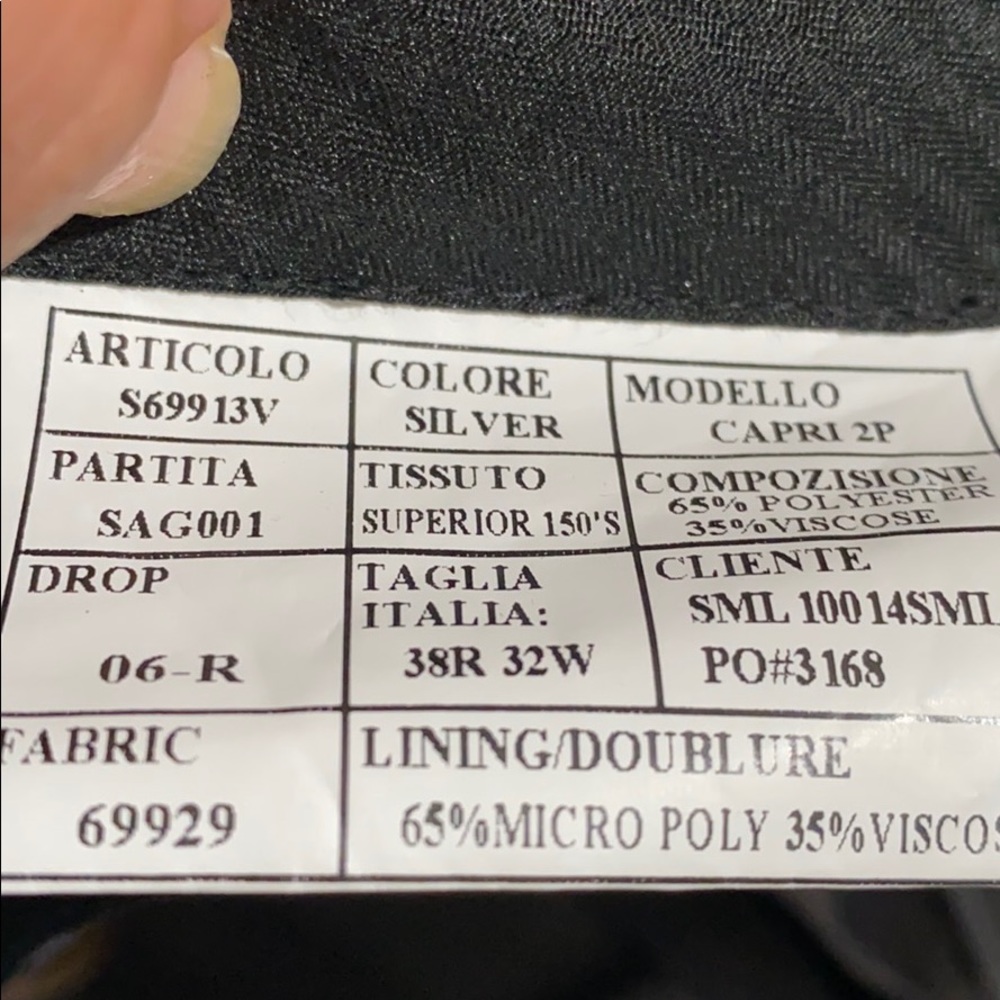 ARTICOLO
S69913V
COLORE
SILVER
MODELLO
CAPRI 2P
PARTITA
SAG001
TISSUTO
SUPERIOR 150'S
COMPOZISIONE
65% POLYESTER
35%VISCOSE
DROP
06-R
TAGLIA
ITALIA:
38R 32W
CLIENTE
SML 10014SML
PO#3168
FABRIC
69929
LINING/DOUBLURE
65%MICRO POLY 35%VISCOS